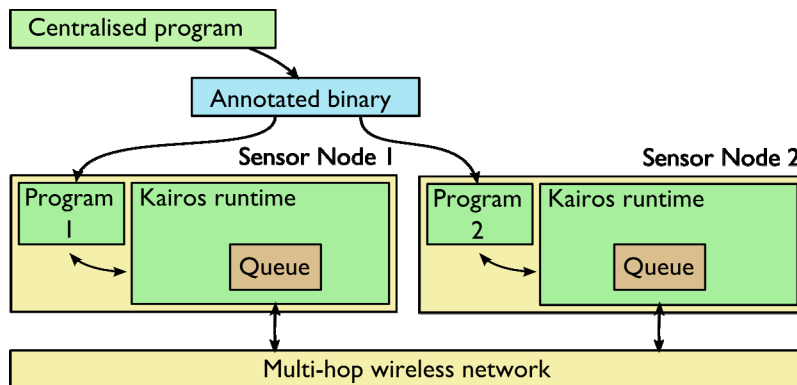 Centralised program
Annotated binary
Sensor Node 1
Sensor Node 2
Program
1
Kairos runtime
Queue
Program
2
Kairos runtime
Queue
Multi-hop wireless network